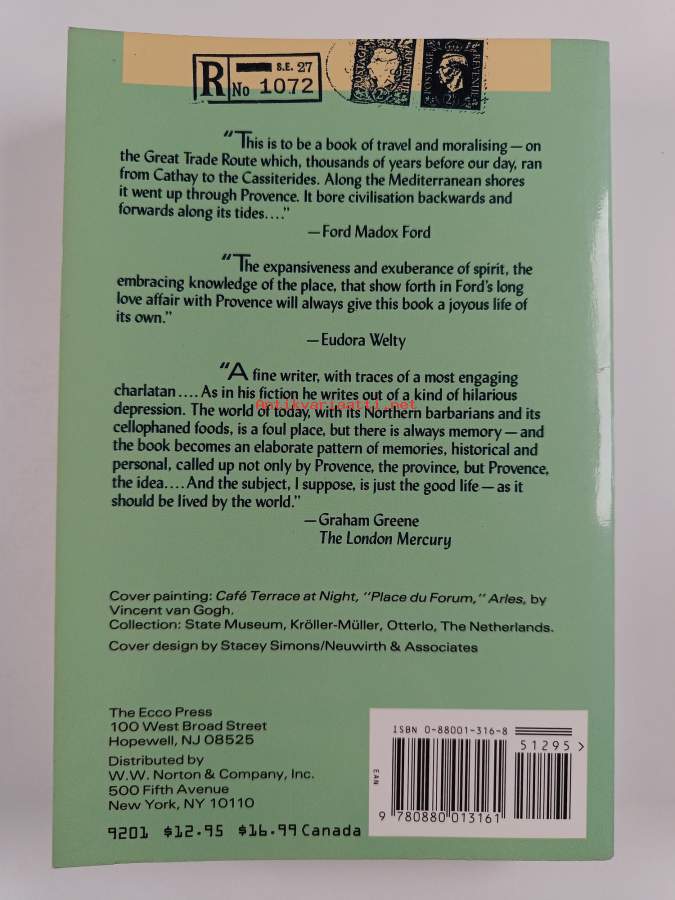 S.E. 27
R No 1072
POSTAGE REVENUE
POSTAGE REVENUE
"This is to be a book of travel and moralising — on
the Great Trade Route which, thousands of years before our day, ran
from Cathay to the Cassiterides. Along the Mediterranean shores
it went up through Provence. It bore civilisation backwards and
forwards along its tides...."
—Ford Madox Ford
"The expansiveness and exuberance of spirit, the
embracing knowledge of the place, that show forth in Ford's long
love affair with Provence will always give this book a joyous life of
its own."
—Eudora Welty
"A fine writer, with traces of a most engaging
charlatan.... As in his fiction he writes out of a kind of hilarious
Antikvariaatti.net
depression. The world of today, with its Northern barbarians and its
cellophaned foods, is a foul place, but there is always memory — and
the book becomes an elaborate pattern of memories, historical and
personal, called up not only by Provence, the province, but Provence,
the idea.... And the subject, I suppose, is just the good life — as it
should be lived by the world."
—Graham Greene
The London Mercury
Cover painting: Café Terrace at Night, "Place du Forum," Arles, by
Vincent van Gogh.
Collection: State Museum, Kröller-Müller, Otterlo, The Netherlands.
Cover design by Stacey Simons/Neuwirth & Associates
The Ecco Press
100 West Broad Street
Hopewell, NJ 08525
Distributed by
W.W. Norton & Company, Inc.
500 Fifth Avenue
New York, NY 10110
9201 $12.95 $16.99 Canada
ISBN 0-88001-316-8
51295 >
EAN
9 780880 013161